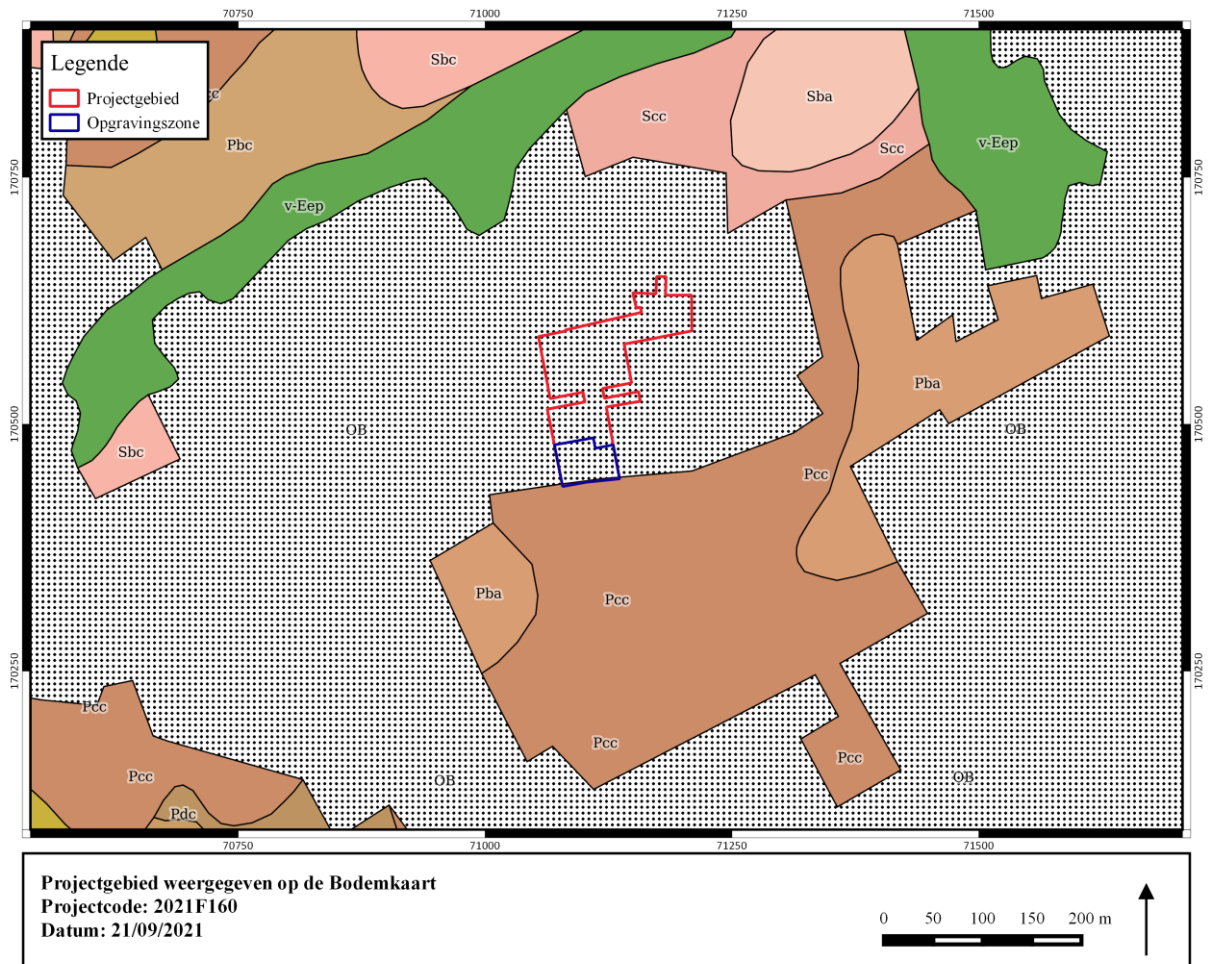 70750 71000 71250 71500
Legende
Projectgebied
Opgravingszone
Sbc
Sba
Scc
Scc
Pbc
v-Eep
v-Eep
170750 170750
Pba
170500 170500
OB
OB
Sbc
Pcc
Pba
Pcc
170250 170250
Pcc
Pcc
Pcc
Pcc
OB
OB
Pdc
70750 71000 71250 71500
Projectgebied weergegeven op de Bodemkaart
Projectcode: 2021F160
Datum: 21/09/2021
0 50 100 150 200 m